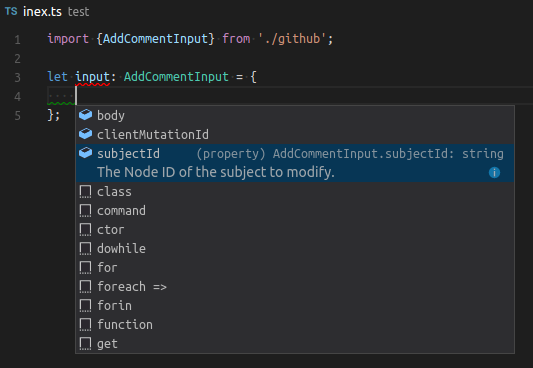 TS inex.ts test
1 import {AddCommentInput} from './github';
2
3 let input: AddCommentInput = {
4
5 };
body
clientMutationId
subjectId (property) AddCommentInput.subjectId: string
The Node ID of the subject to modify.
class
command
ctor
dowhile
for
foreach =>
forin
function
get